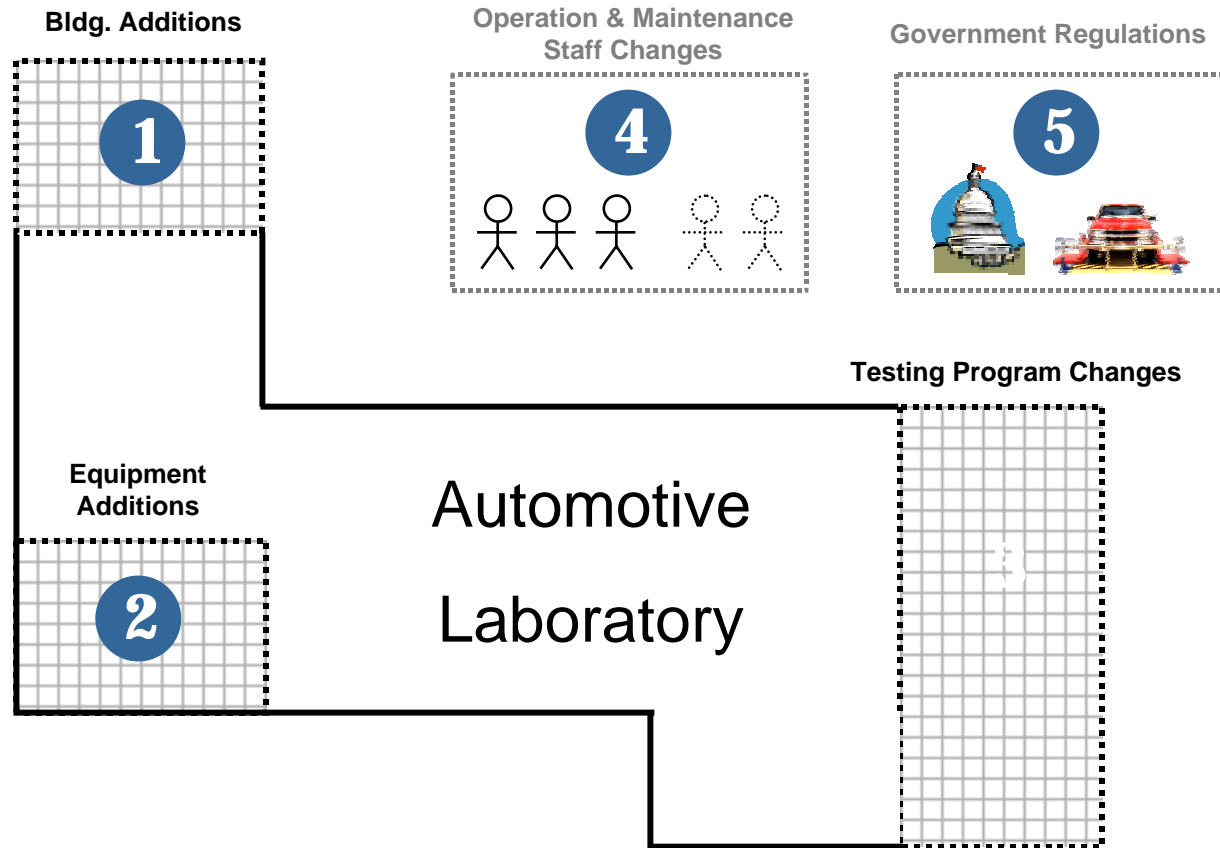 Bldg. Additions
Operation & Maintenance
Staff Changes
Government Regulations
1
4
5
Testing Program Changes
Equipment
Additions
Automotive
3
2
Laboratory